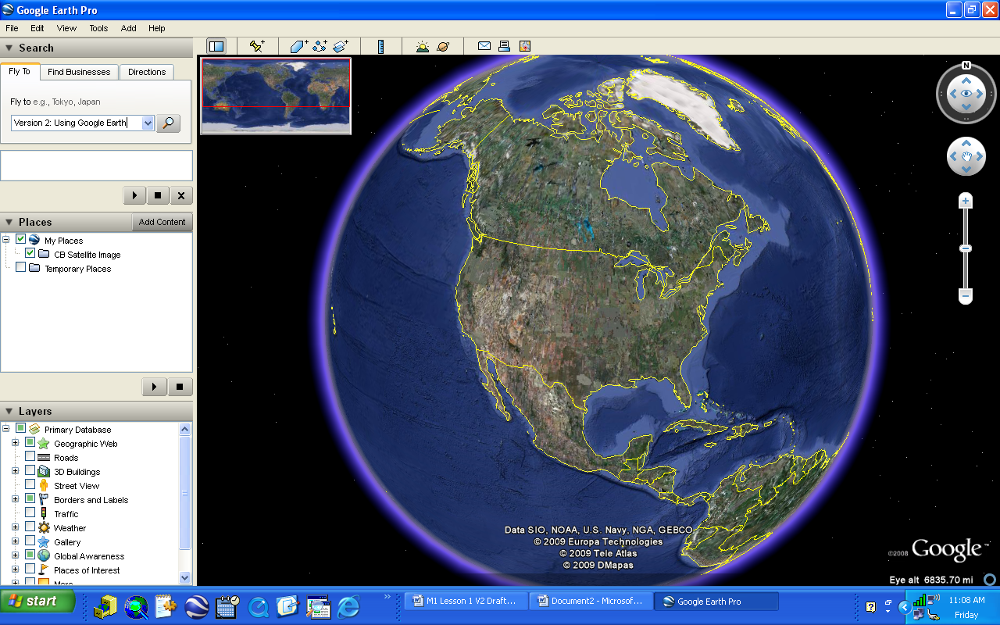 Google Earth Pro
File Edit View Tools Add Help
Search
Fly To Find Businesses Directions
Fly to e.g., Tokyo, Japan
Version 2: Using Google Earth
Places Add Content
My Places
CB Satellite Image
Temporary Places
Layers
Primary Database
Geographic Web
Roads
3D Buildings
Street View
Borders and Labels
Traffic
Weather
Gallery
Global Awareness
Places of Interest
More
N
Data SIO, NOAA, U.S. Navy, NGA, GEBCO
© 2009 Europa Technologies
© 2009 Tele Atlas
© 2009 DMapas
©2008 Google™
Eye alt 6835.70 mi
start
M1 Lesson 1 V2 Draft... Document2 - Microsof... Google Earth Pro
11:08 AM
Friday